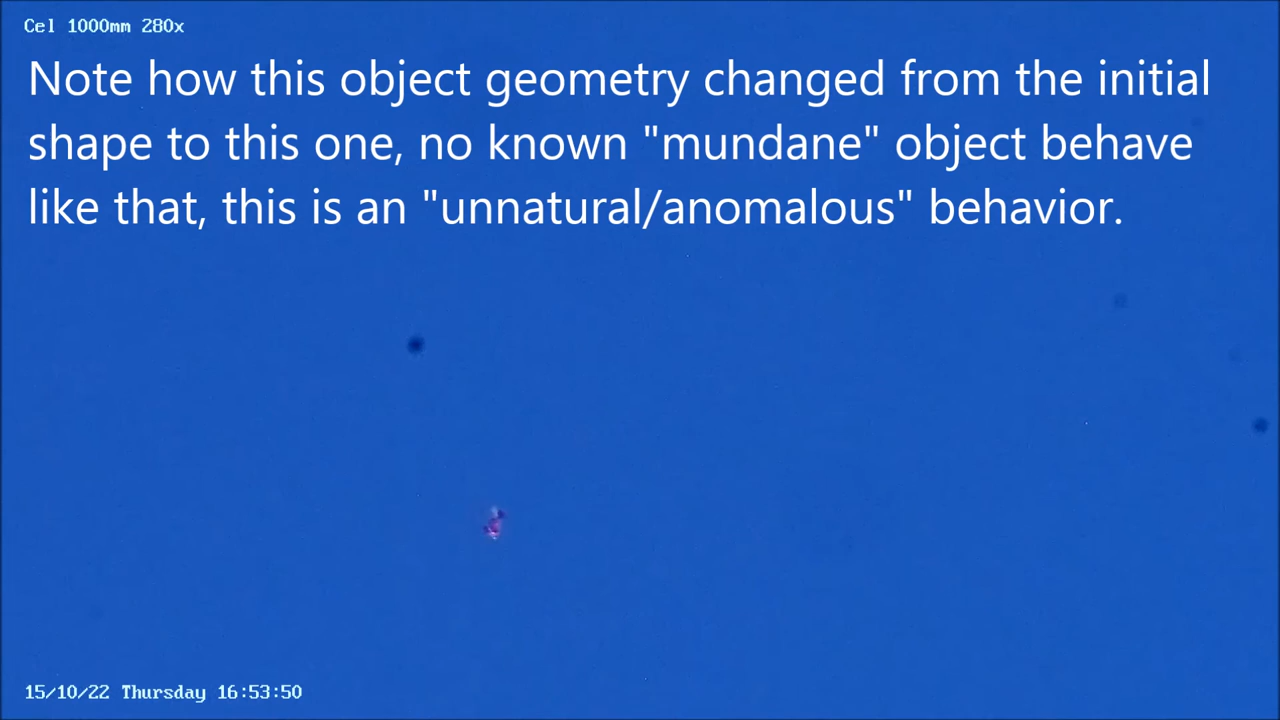 Cel 1000mm 280x
Note how this object geometry changed from the initial
shape to this one, no known "mundane" object behave
like that, this is an "unnatural/anomalous" behavior.
15/10/22 Thursday 16:53:50